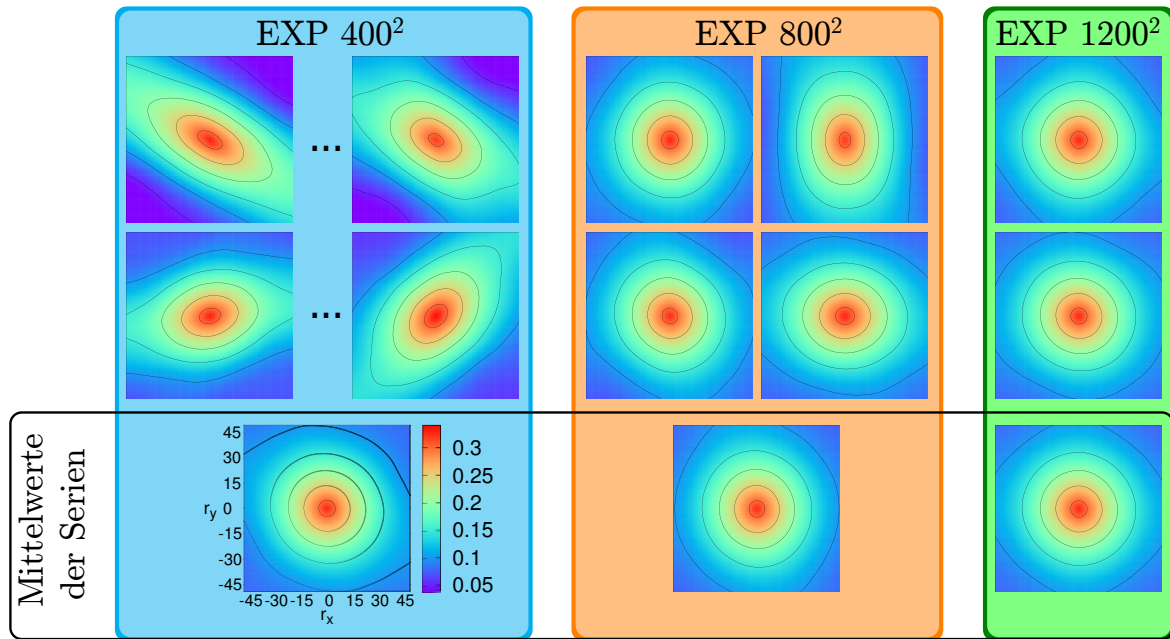 EXP 400²
EXP 800²
EXP 1200²
...
...
Mittelwerte
der Serien
45
30
15
0
-15
-30
-45
r_y
-45 -30 -15 0 15 30 45
r_x
0.3
0.25
0.2
0.15
0.1
0.05